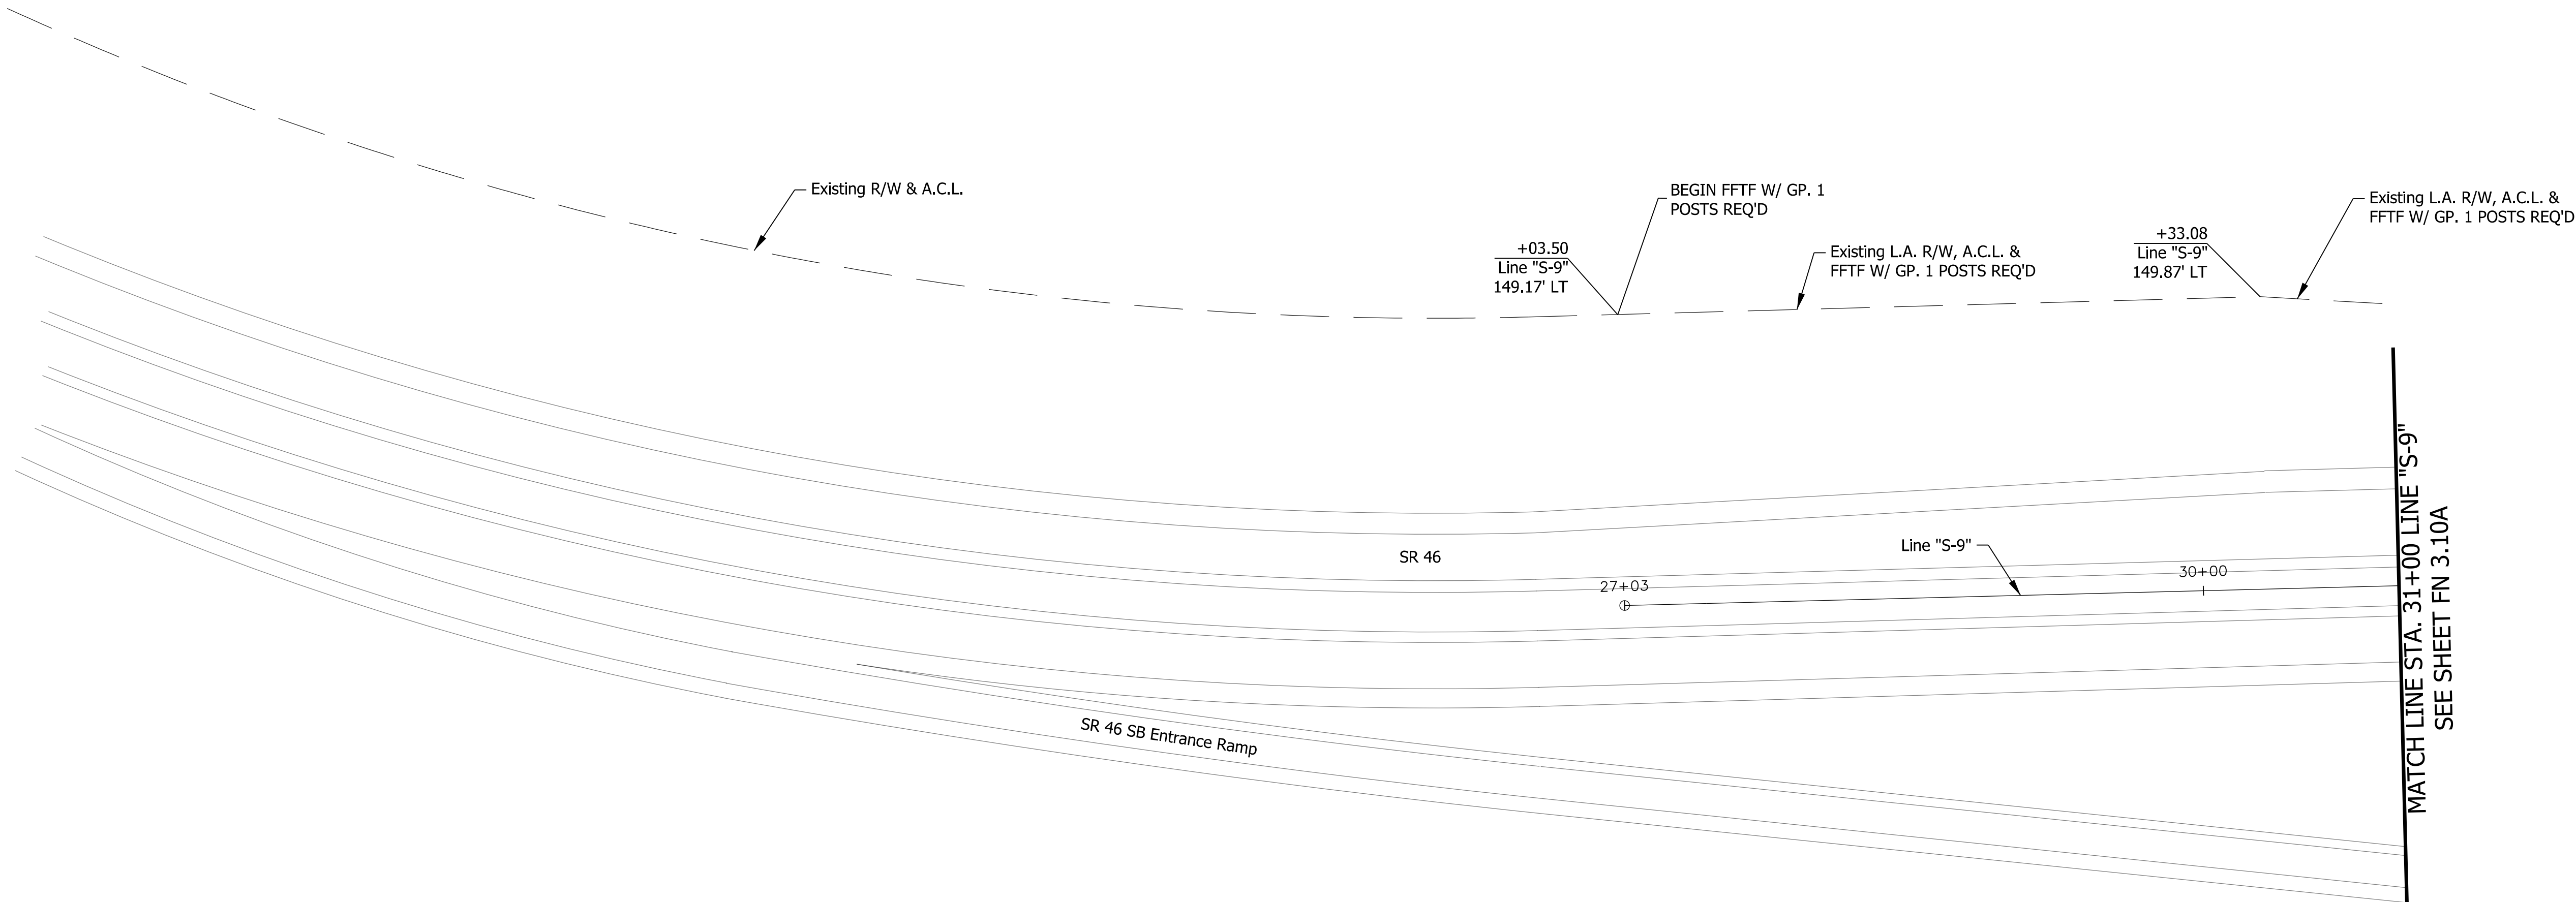 Existing R/W & A.C.L.
BEGIN FFTF W/ GP. 1
POSTS REQ'D
+03.50
Line "S-9"
149.17' LT
Existing L.A. R/W, A.C.L. &
FFTF W/ GP. 1 POSTS REQ'D
+33.08
Line "S-9"
149.87' LT
Existing L.A. R/W, A.C.L. &
FFTF W/ GP. 1 POSTS REQ'D
SR 46
27+03
Line "S-9"
30+00
SR 46 SB Entrance Ramp
MATCH LINE STA. 31+00 LINE "S-9"
SEE SHEET FN 3.10A